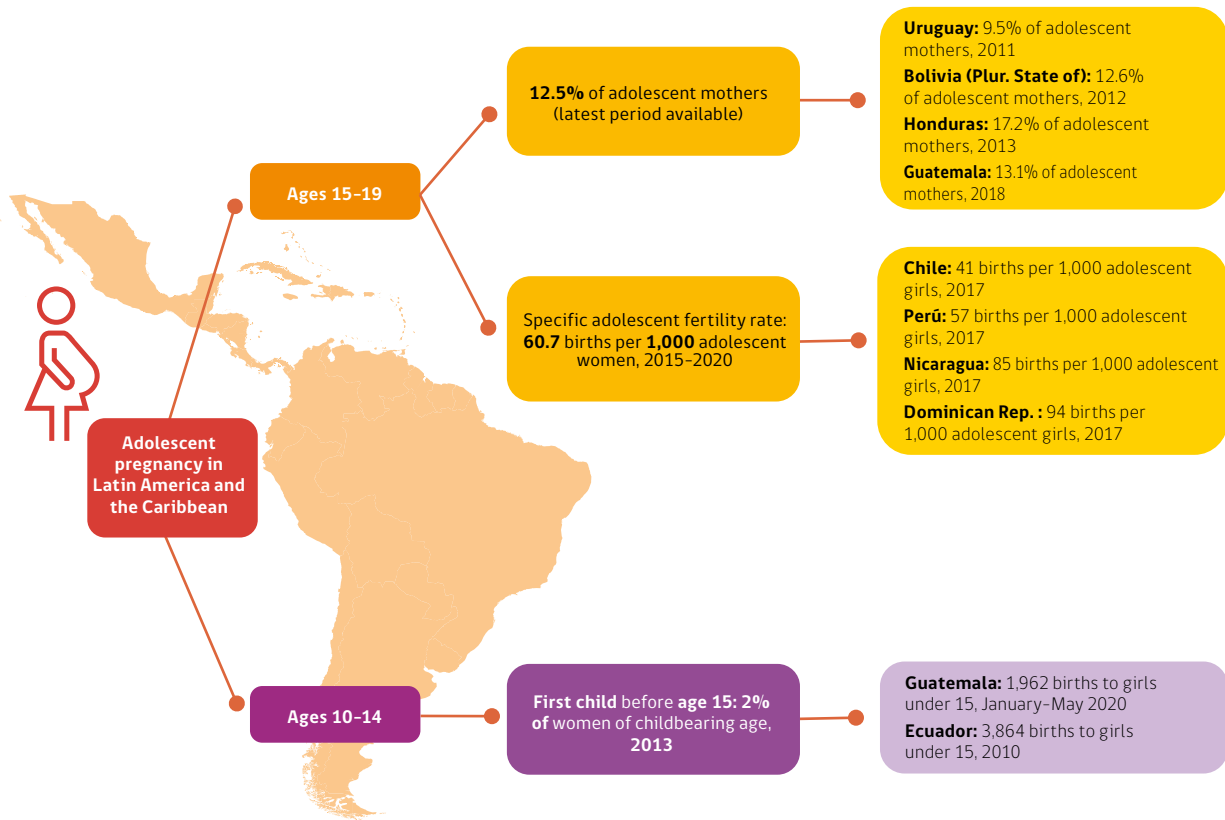 Adolescent
pregnancy in
Latin America and
the Caribbean
Ages 15–19
12.5% of adolescent mothers
(latest period available)
Uruguay: 9.5% of adolescent
mothers, 2011
Bolivia (Plur. State of): 12.6%
of adolescent mothers, 2012
Honduras: 17.2% of adolescent
mothers, 2013
Guatemala: 13.1% of adolescent
mothers, 2018
Specific adolescent fertility rate:
60.7 births per 1,000 adolescent
women, 2015–2020
Chile: 41 births per 1,000 adolescent
girls, 2017
Perú: 57 births per 1,000 adolescent
girls, 2017
Nicaragua: 85 births per 1,000 adolescent
girls, 2017
Dominican Rep. : 94 births per
1,000 adolescent girls, 2017
Ages 10–14
First child before age 15: 2%
of women of childbearing age,
2013
Guatemala: 1,962 births to girls
under 15, January–May 2020
Ecuador: 3,864 births to girls
under 15, 2010